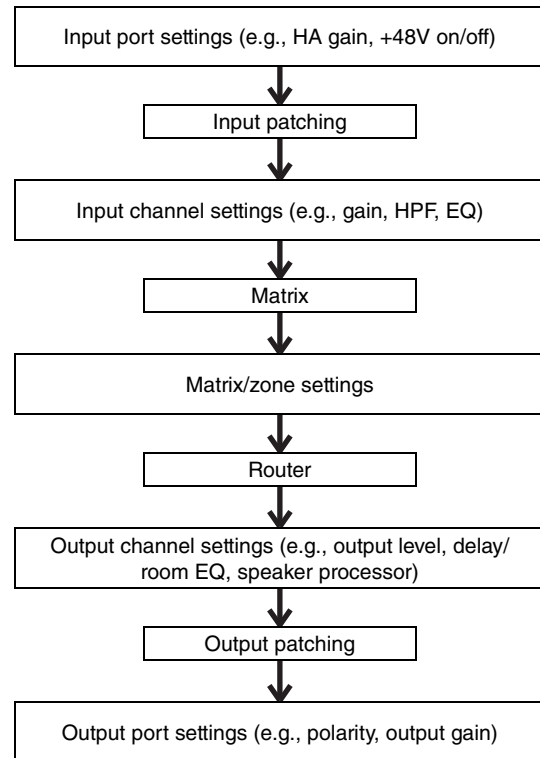 Input port settings (e.g., HA gain, +48V on/off)
Input patching
Input channel settings (e.g., gain, HPF, EQ)
Matrix
Matrix/zone settings
Router
Output channel settings (e.g., output level, delay/
room EQ, speaker processor)
Output patching
Output port settings (e.g., polarity, output gain)